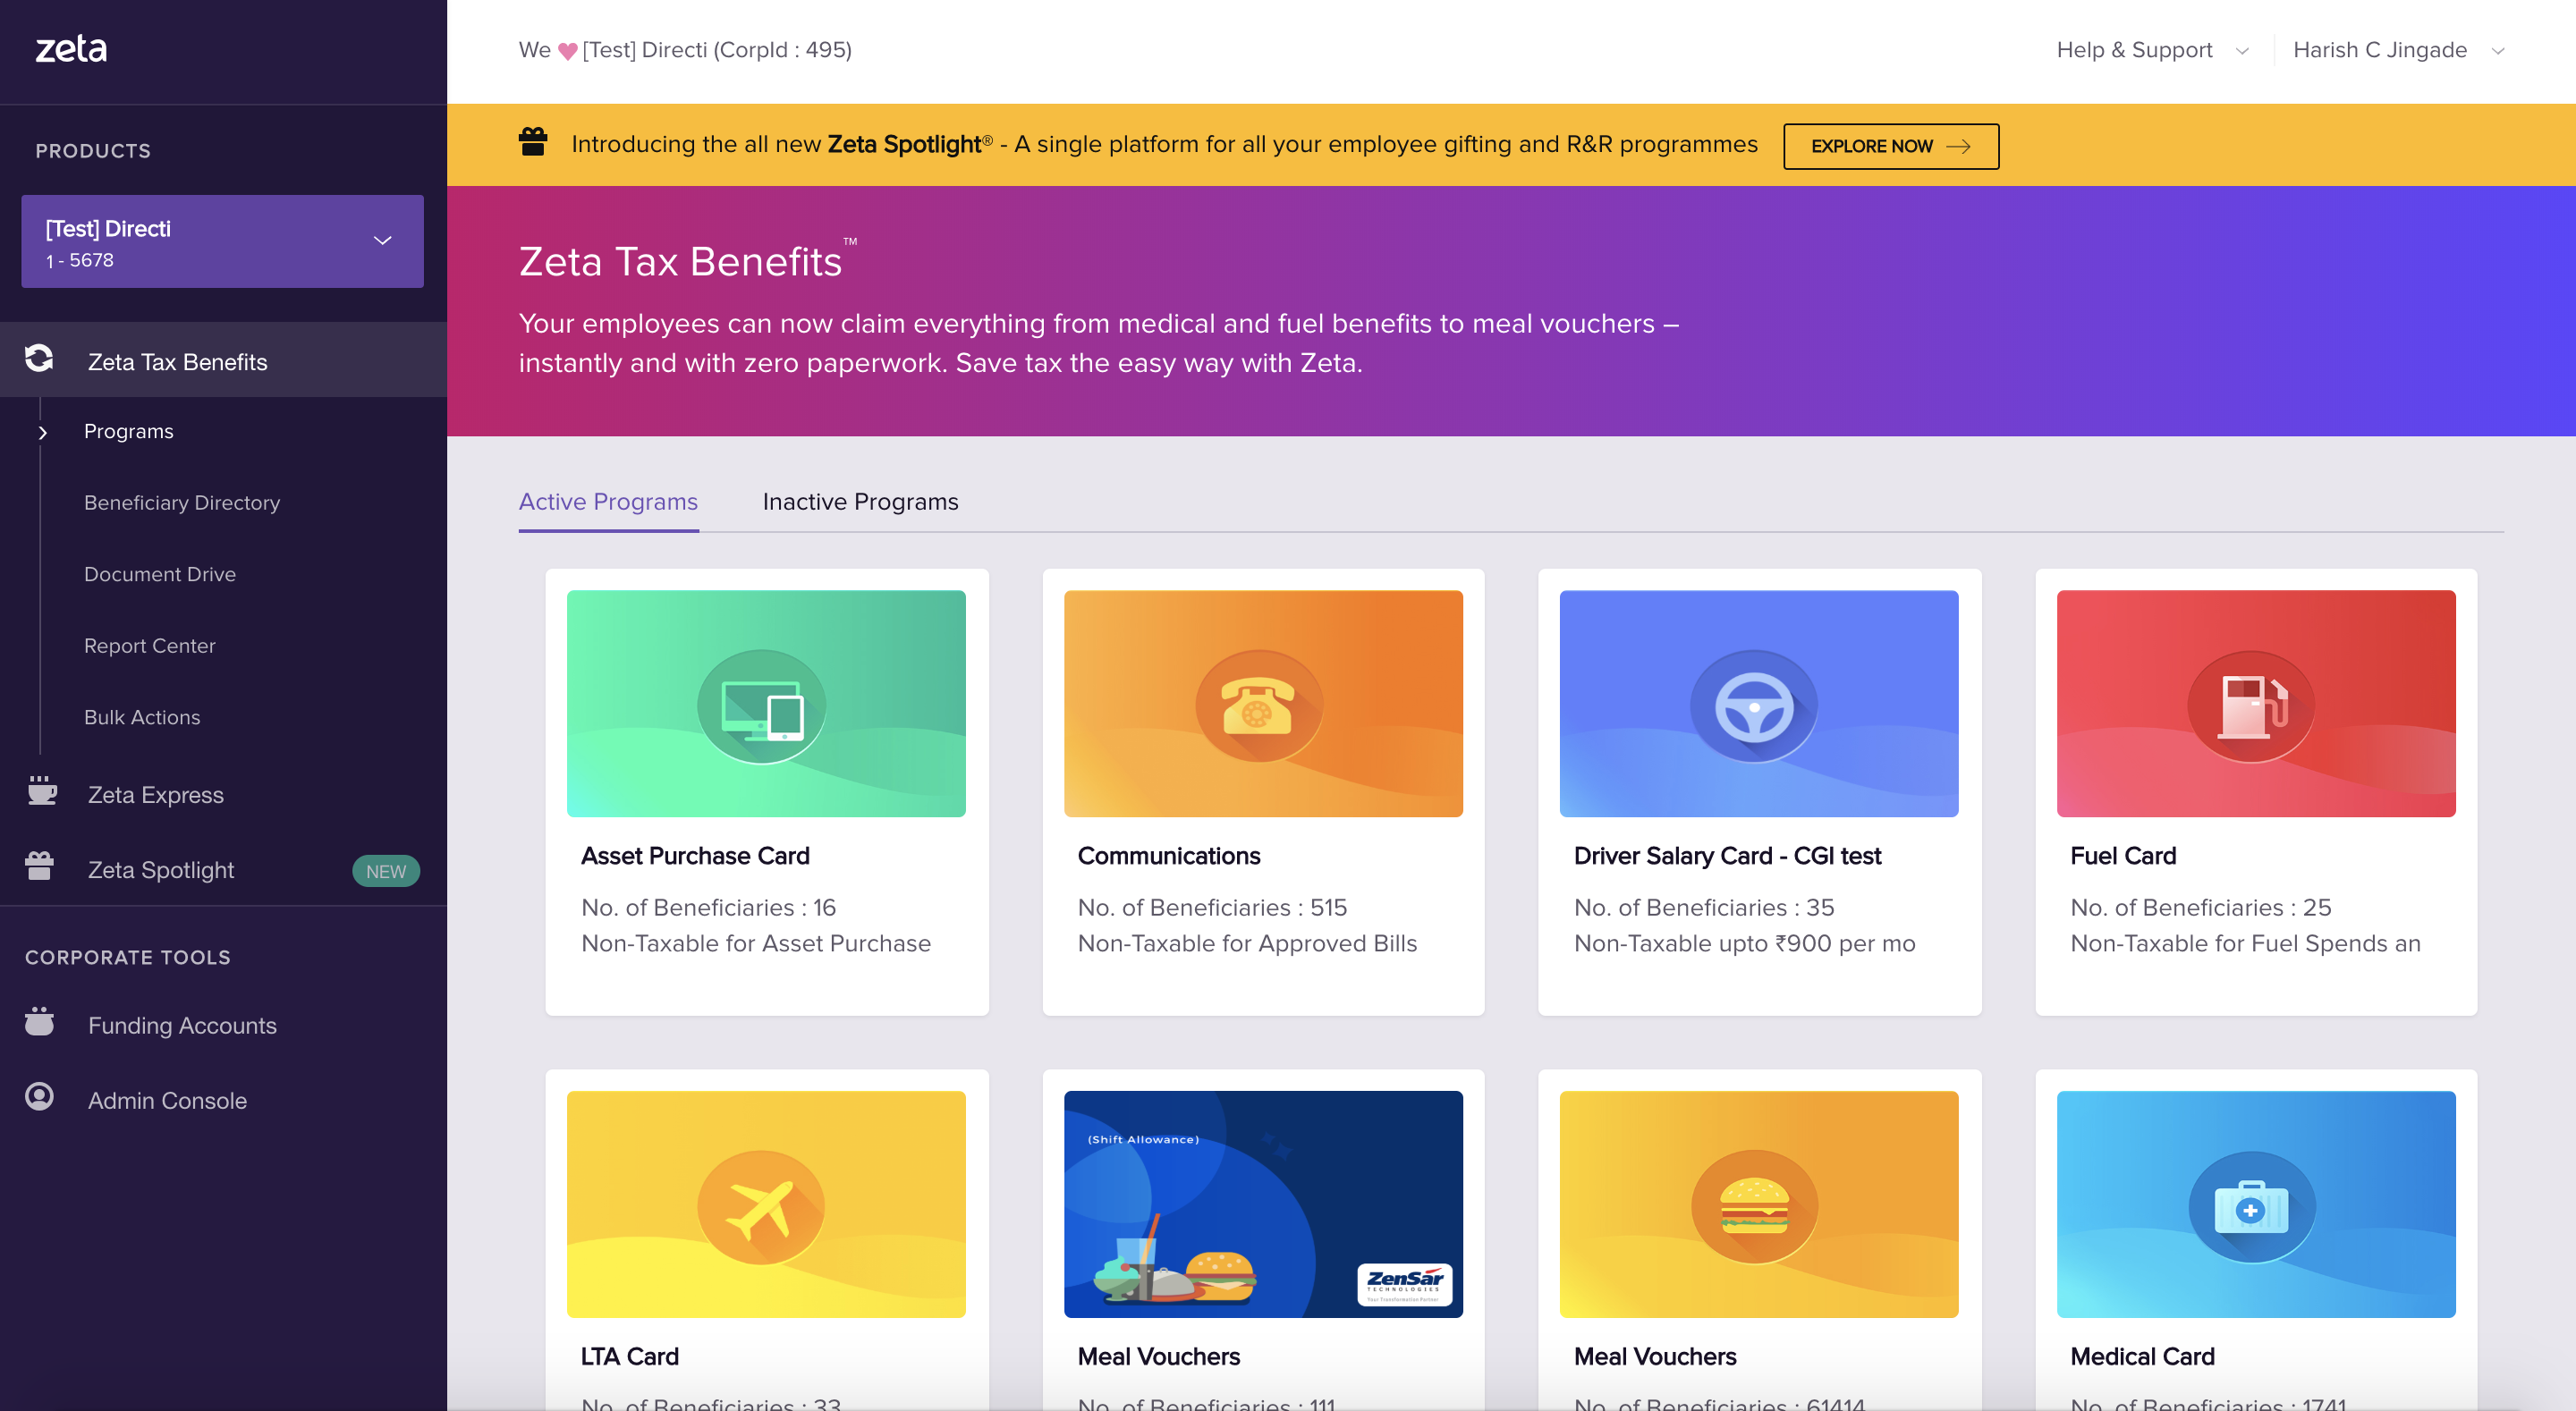 zeta
We [Test] Directi (CorpId : 495)
Help & Support
Harish C Jingade
Introducing the all new Zeta Spotlight® - A single platform for all your employee gifting and R&R programmes
EXPLORE NOW
PRODUCTS
[Test] Directi
1 - 5678
Zeta Tax Benefits
Programs
Beneficiary Directory
Document Drive
Report Center
Bulk Actions
Zeta Express
Zeta Spotlight
NEW
CORPORATE TOOLS
Funding Accounts
Admin Console
Zeta Tax Benefits™
Your employees can now claim everything from medical and fuel benefits to meal vouchers –
instantly and with zero paperwork. Save tax the easy way with Zeta.
Active Programs
Inactive Programs
Asset Purchase Card
No. of Beneficiaries : 16
Non-Taxable for Asset Purchase
Communications
No. of Beneficiaries : 515
Non-Taxable for Approved Bills
Driver Salary Card - CGI test
No. of Beneficiaries : 35
Non-Taxable upto ₹900 per mo
Fuel Card
No. of Beneficiaries : 25
Non-Taxable for Fuel Spends an
LTA Card
No. of Beneficiaries : 33
(Shift Allowance)
ZenSar
TECHNOLOGIES
Your Transformation Partner
Meal Vouchers
No. of Beneficiaries : 111
Meal Vouchers
No. of Beneficiaries : 61414
Medical Card
No. of Beneficiaries : 1741